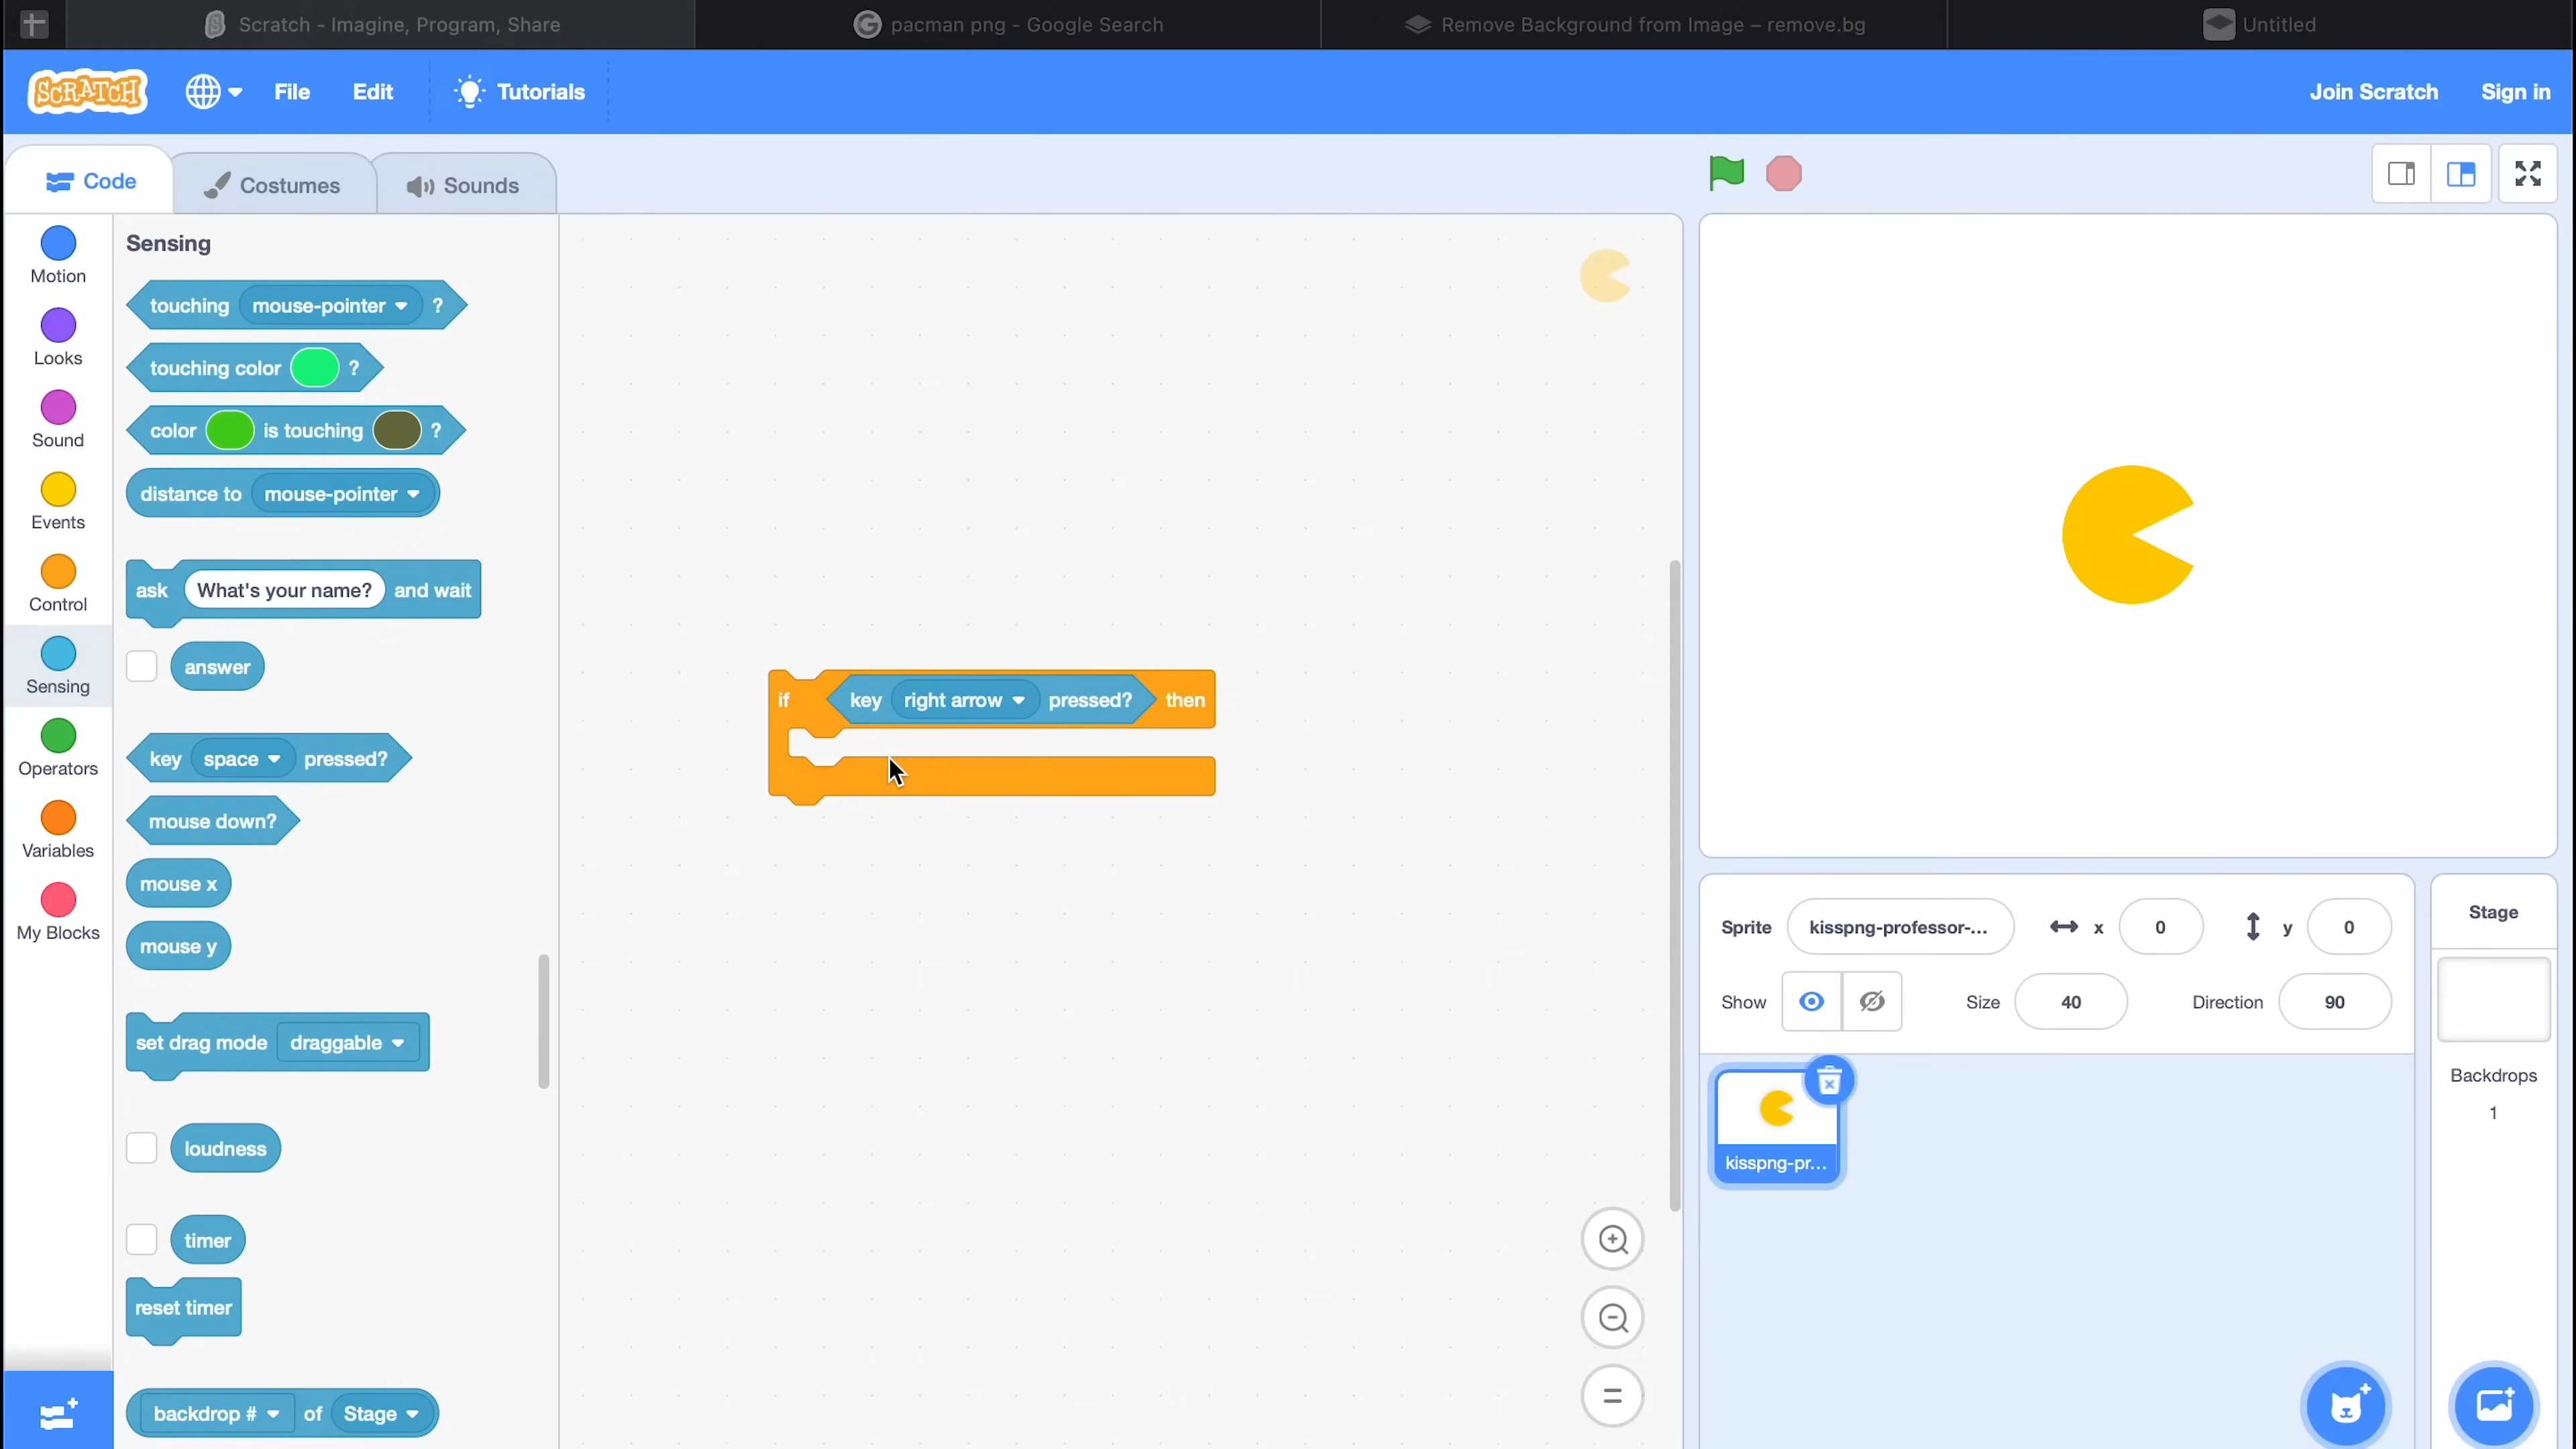 Scratch - Imagine, Program, Share
pacman png - Google Search
Remove Background from Image – remove.bg
Untitled
SCRATCH
File
Edit
Tutorials
Join Scratch
Sign in
Code
Costumes
Sounds
Motion
Looks
Sound
Events
Control
Sensing
Operators
Variables
My Blocks
Sensing
touching mouse-pointer ?
touching color ?
color is touching ?
distance to mouse-pointer
ask What's your name? and wait
answer
key space pressed?
mouse down?
mouse x
mouse y
set drag mode draggable
loudness
timer
reset timer
backdrop # of Stage
if key right arrow pressed? then
Sprite kisspng-professor-... x 0 y 0
Show Size 40 Direction 90
kisspng-pr...
Stage
Backdrops
1